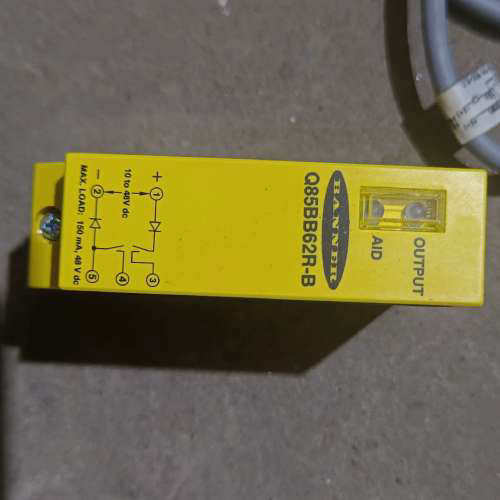 OUTPUT
AID
BANNER
Q85BB62R-B
+
10 to 48V dc
−
1
2
3
4
5
MAX. LOAD: 150 mA, 48 V dc